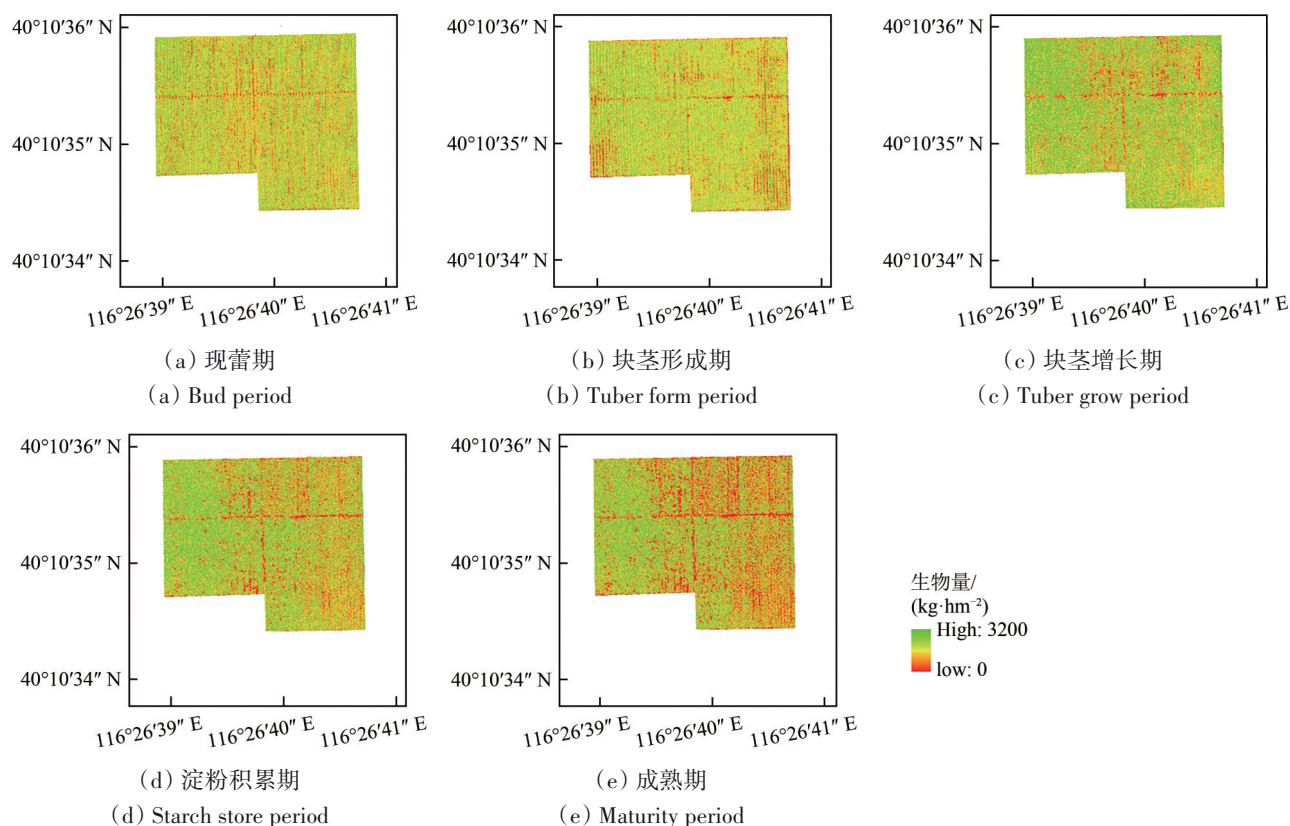 40°10′36″ N
40°10′35″ N
40°10′34″ N
116°26′39″ E
116°26′40″ E
116°26′41″ E
(a) 现蕾期
(a) Bud period
40°10′36″ N
40°10′35″ N
40°10′34″ N
116°26′39″ E
116°26′40″ E
116°26′41″ E
(b) 块茎形成期
(b) Tuber form period
40°10′36″ N
40°10′35″ N
40°10′34″ N
116°26′39″ E
116°26′40″ E
116°26′41″ E
(c) 块茎增长期
(c) Tuber grow period
40°10′36″ N
40°10′35″ N
40°10′34″ N
116°26′39″ E
116°26′40″ E
116°26′41″ E
(d) 淀粉积累期
(d) Starch store period
40°10′36″ N
40°10′35″ N
40°10′34″ N
116°26′39″ E
116°26′40″ E
116°26′41″ E
(e) 成熟期
(e) Maturity period
生物量/
(kg·hm⁻²)
High: 3200
low: 0